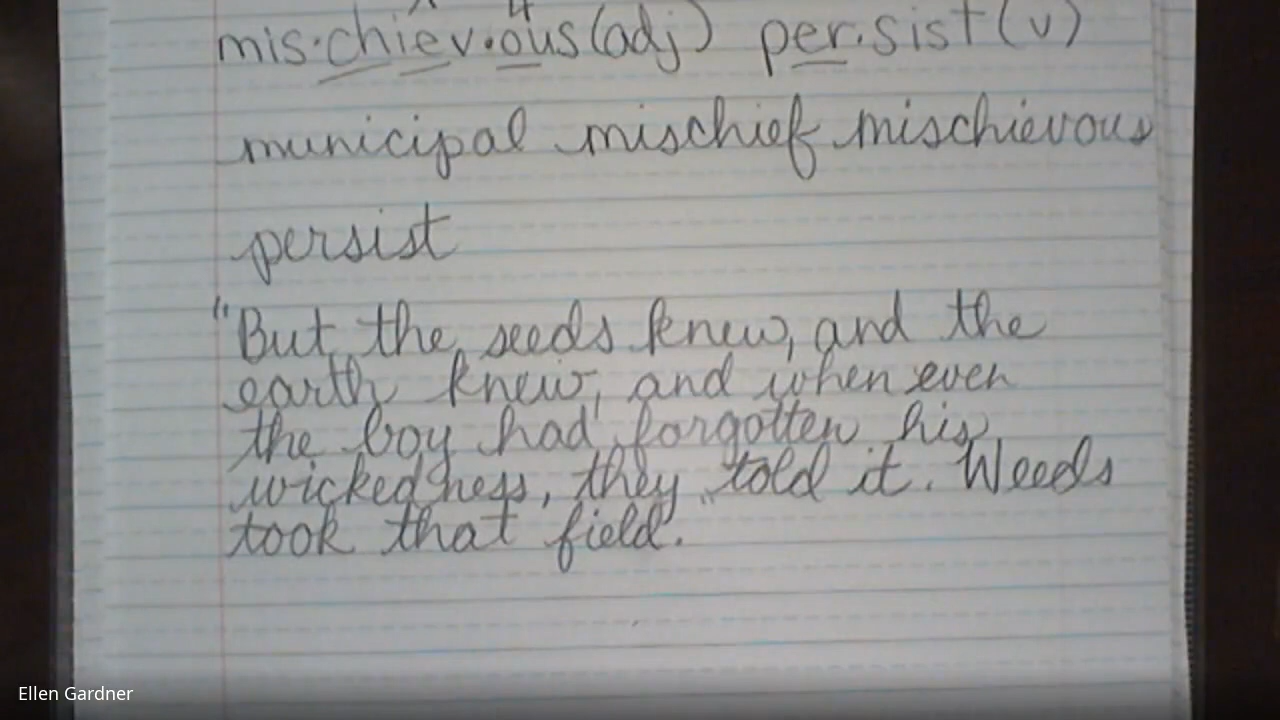 mis·chiev·ous (adj) per·sist (v)
municipal mischief mischievous
persist
"But the seeds knew, and the
earth knew, and when even
the boy had forgotten his
wickedness, they told it. Weeds
took that field."
Ellen Gardner